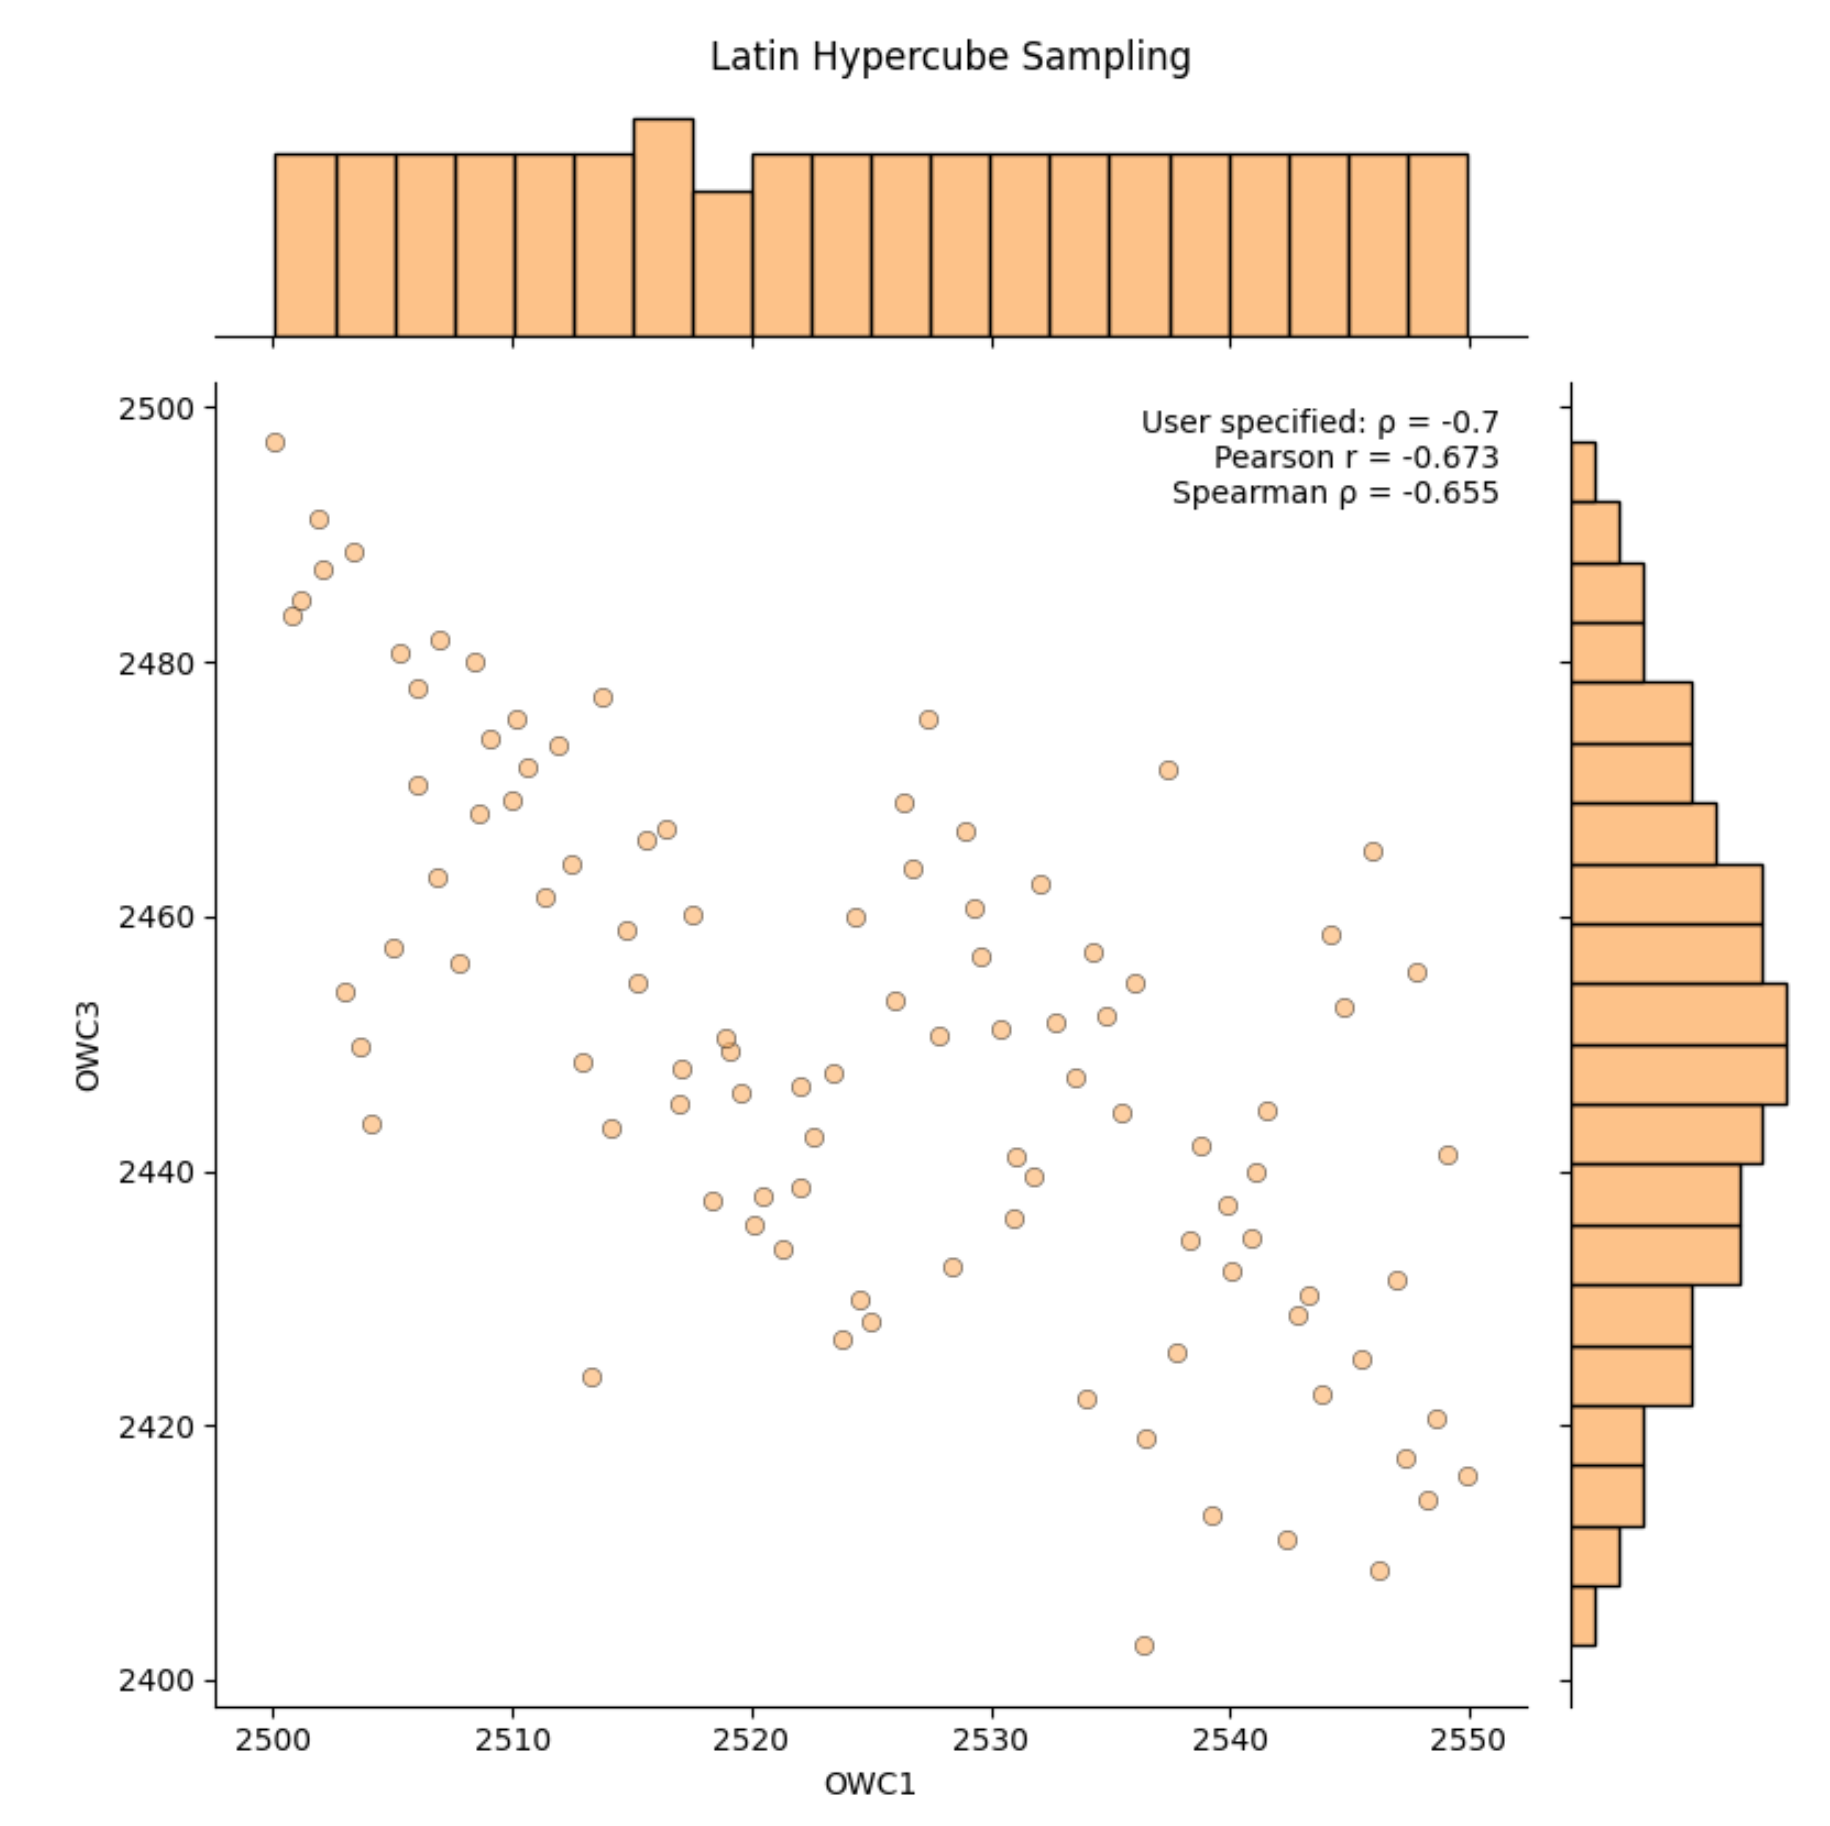 Latin Hypercube Sampling
User specified: ρ = -0.7
Pearson r = -0.673
Spearman ρ = -0.655
2500
2480
2460
2440
2420
2400
OWC3
2500 2510 2520 2530 2540 2550
OWC1